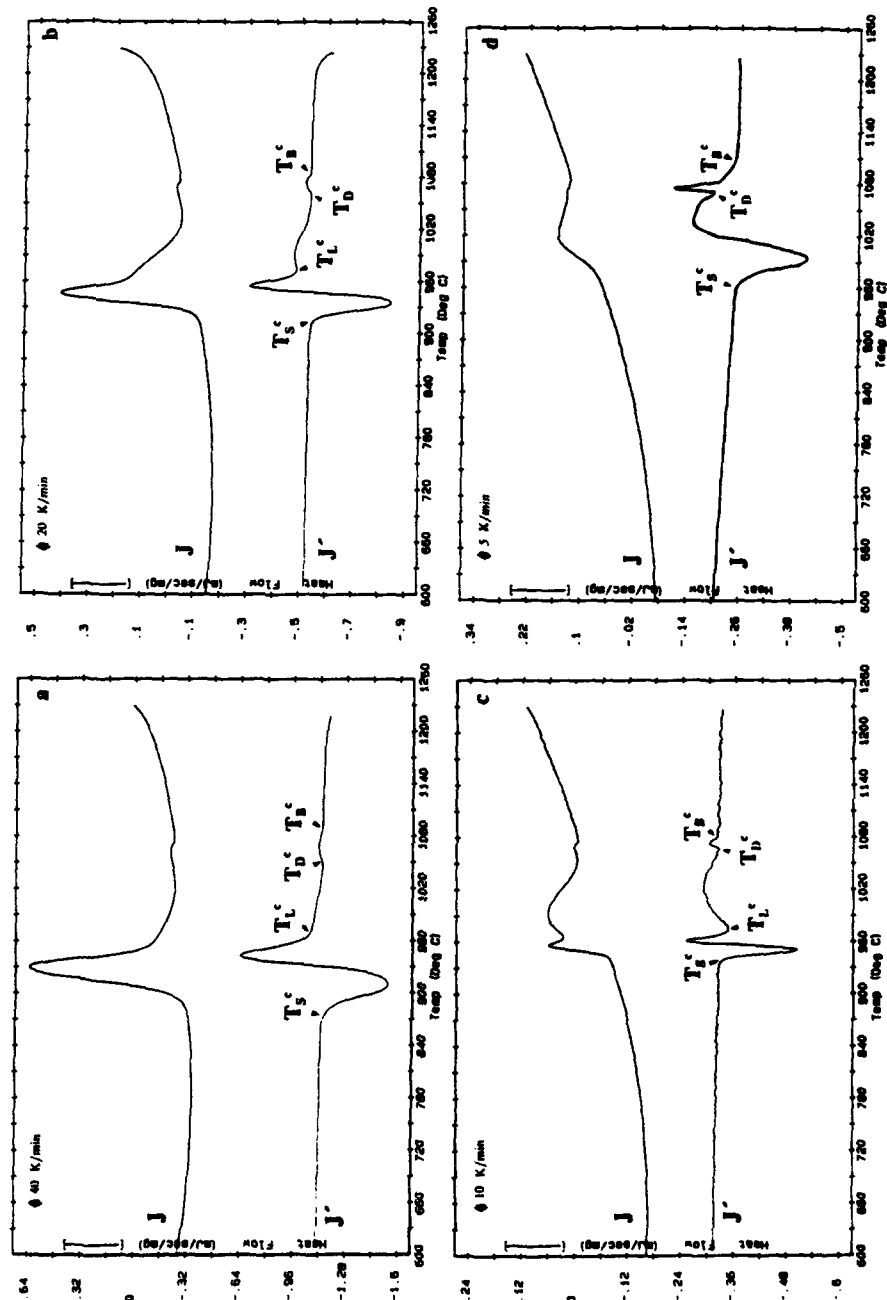 a
ϕ 40 K/min
.64
.32
0
-.32
-.64
-.96
-1.28
-1.6
Heat Flow (mJ/sec/mg)
J
J´
T_S^c
T_L^c
T_D^c
T_B^c
600 660 720 780 840 900 960 1020 1080 1140 1200 1260
Temp (Deg C)
b
ϕ 20 K/min
.5
.3
.1
-.1
-.3
-.5
-.7
-.9
Heat Flow (mJ/sec/mg)
J
J´
T_S^c
T_L^c
T_D^c
T_B^c
600 660 720 780 840 900 960 1020 1080 1140 1200 1260
Temp (Deg C)
c
ϕ 10 K/min
.24
.12
0
-.12
-.24
-.36
-.48
-.6
Heat Flow (mJ/sec/mg)
J
J´
T_S^c
T_L^c
T_D^c
T_B^c
600 660 720 780 840 900 960 1020 1080 1140 1200 1260
Temp (Deg C)
d
ϕ 5 K/min
.34
.22
.1
-.02
-.14
-.26
-.38
-.5
Heat Flow (mJ/sec/mg)
J
J´
T_S^c
T_D^c
T_B^c
600 660 720 780 840 900 960 1020 1080 1140 1200 1260
Temp (Deg C)